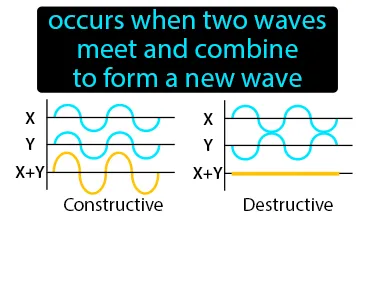 occurs when two waves
meet and combine
to form a new wave
X
Y
X+Y
Constructive
X
Y
X+Y
Destructive